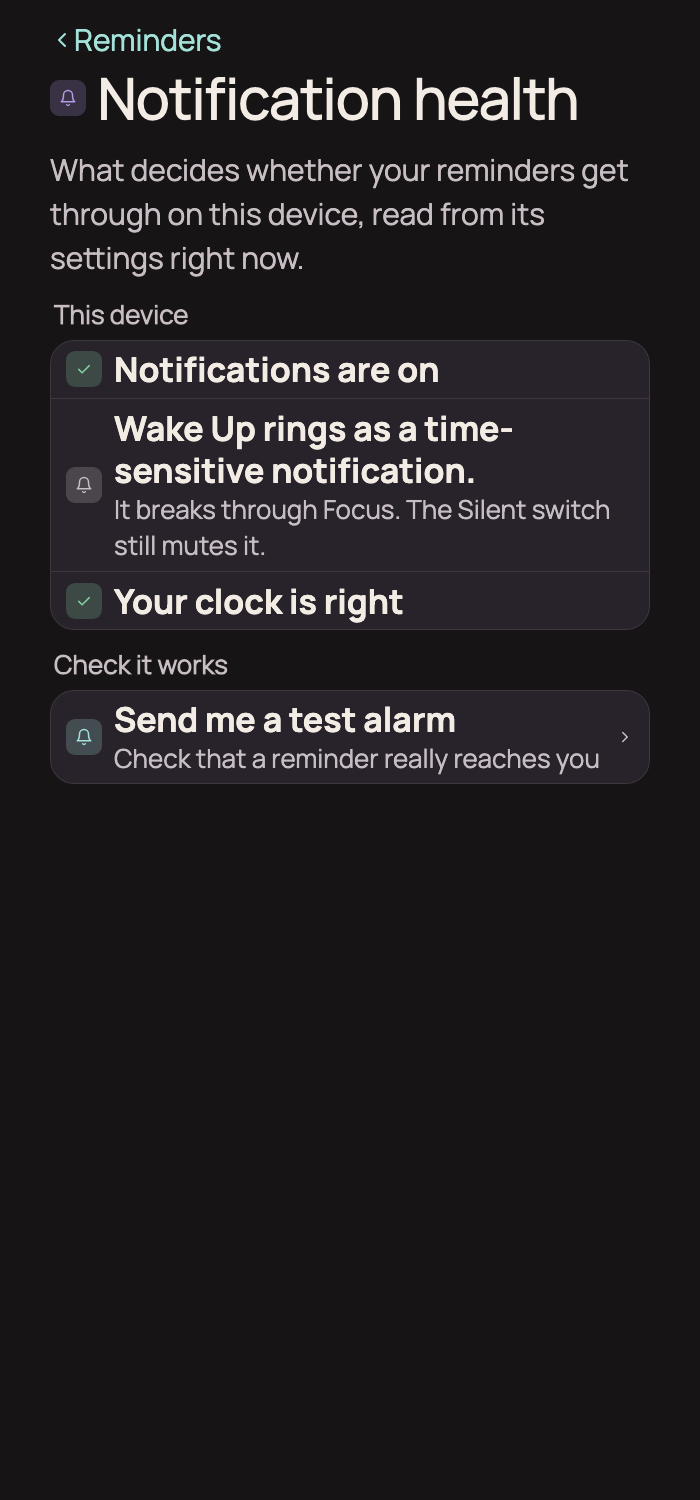 Reminders
Notification health
What decides whether your reminders get
through on this device, read from its
settings right now.
This device
Notifications are on
Wake Up rings as a time-
sensitive notification.
It breaks through Focus. The Silent switch
still mutes it.
Your clock is right
Check it works
Send me a test alarm
Check that a reminder really reaches you